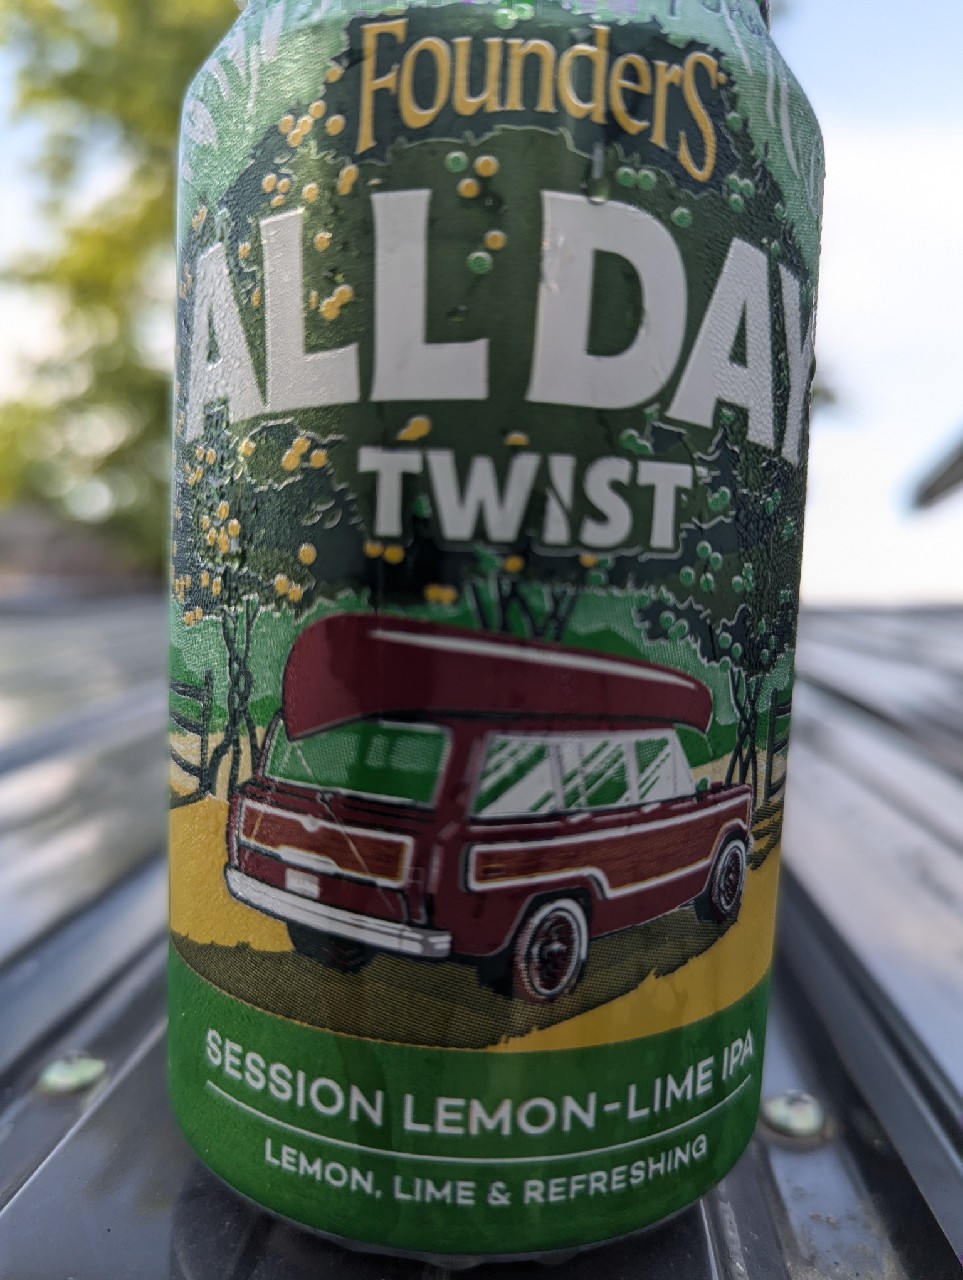 Founders
ALL DAY
TWIST
SESSION LEMON-LIME IPA
LEMON, LIME & REFRESHING